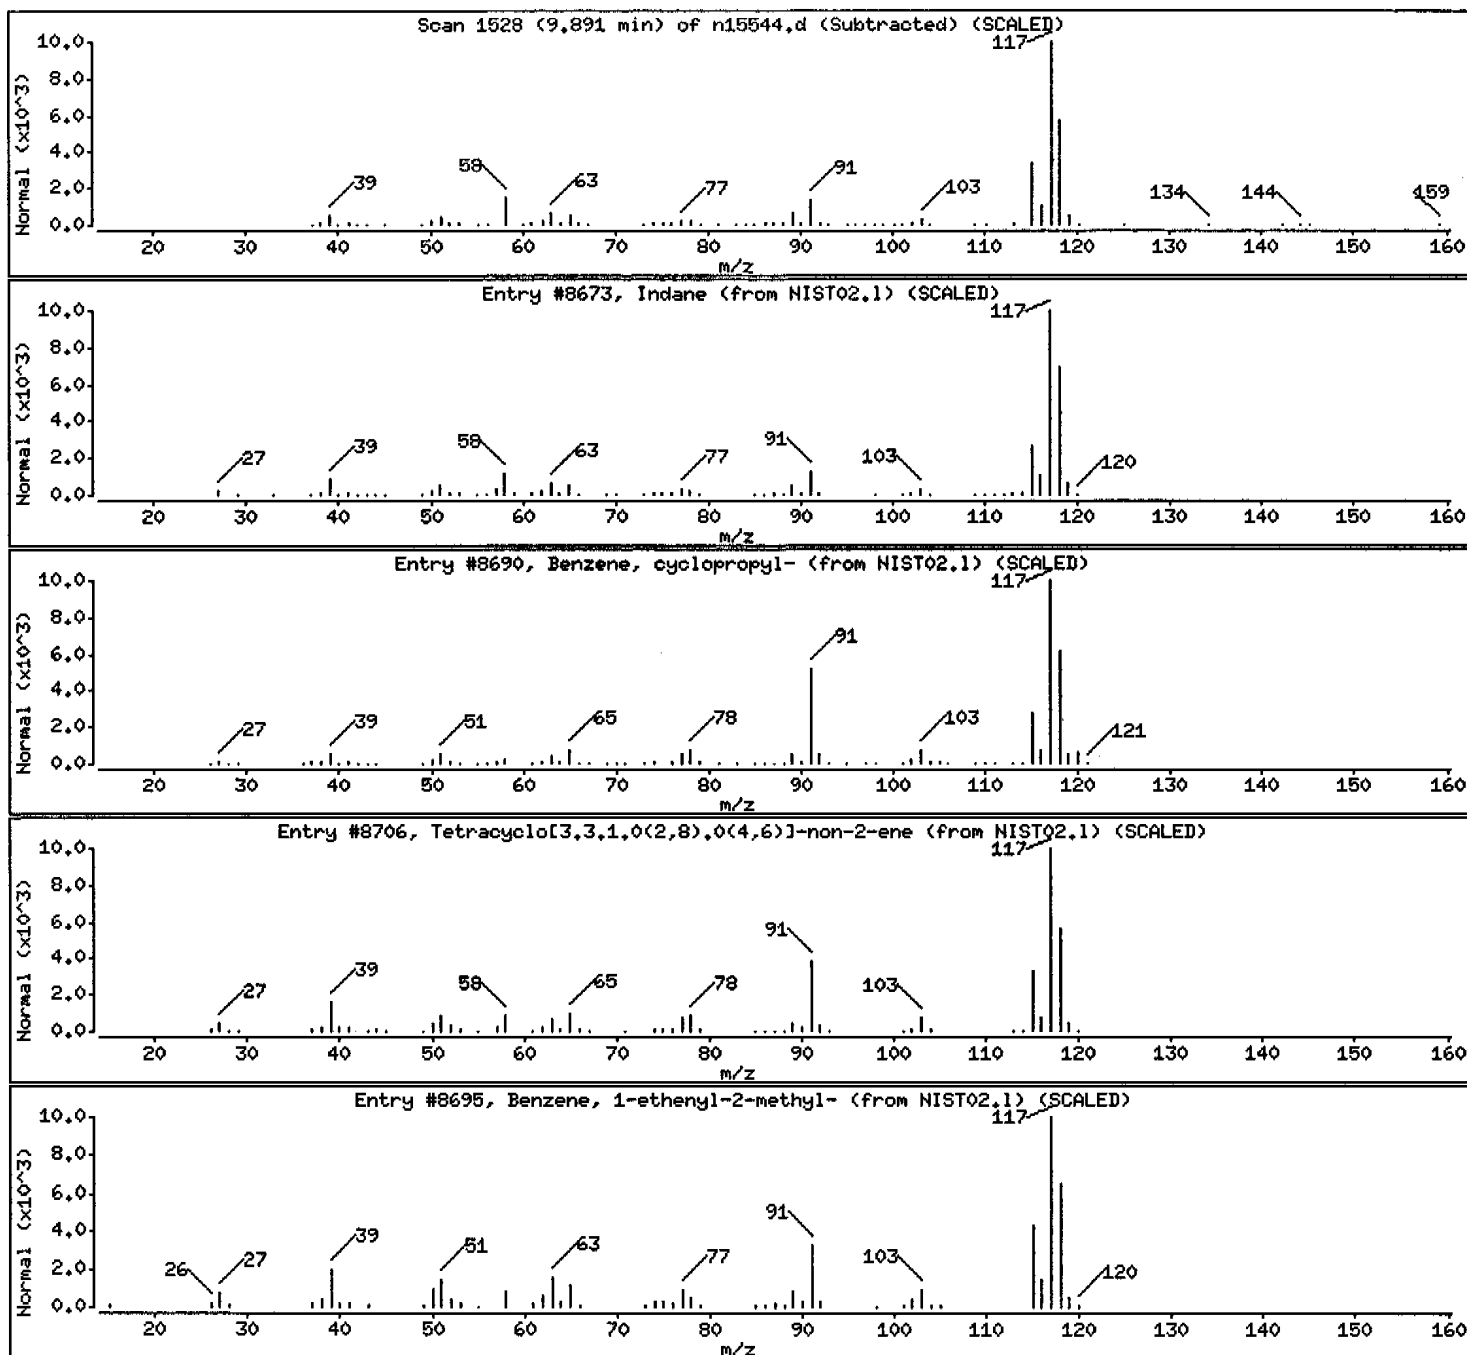 Scan 1528 (9.891 min) of n15544.d (Subtracted) (SCALED)
Normal (x10^3)
10.0
8.0
6.0
4.0
2.0
0.0
39 58 63 77 91 103 117 134 144 159
20 30 40 50 60 70 80 90 100 110 120 130 140 150 160
m/z
Entry #8673, Indane (from NIST02.l) (SCALED)
Normal (x10^3)
10.0
8.0
6.0
4.0
2.0
0.0
27 39 58 63 77 91 103 117 120
20 30 40 50 60 70 80 90 100 110 120 130 140 150 160
m/z
Entry #8690, Benzene, cyclopropyl- (from NIST02.l) (SCALED)
Normal (x10^3)
10.0
8.0
6.0
4.0
2.0
0.0
27 39 51 65 78 91 103 117 121
20 30 40 50 60 70 80 90 100 110 120 130 140 150 160
m/z
Entry #8706, Tetracyclo[3.3.1.0(2,8).0(4,6)]-non-2-ene (from NIST02.l) (SCALED)
Normal (x10^3)
10.0
8.0
6.0
4.0
2.0
0.0
27 39 58 65 78 91 103 117
20 30 40 50 60 70 80 90 100 110 120 130 140 150 160
m/z
Entry #8695, Benzene, 1-ethenyl-2-methyl- (from NIST02.l) (SCALED)
Normal (x10^3)
10.0
8.0
6.0
4.0
2.0
0.0
26 27 39 51 63 77 91 103 117 120
20 30 40 50 60 70 80 90 100 110 120 130 140 150 160
m/z